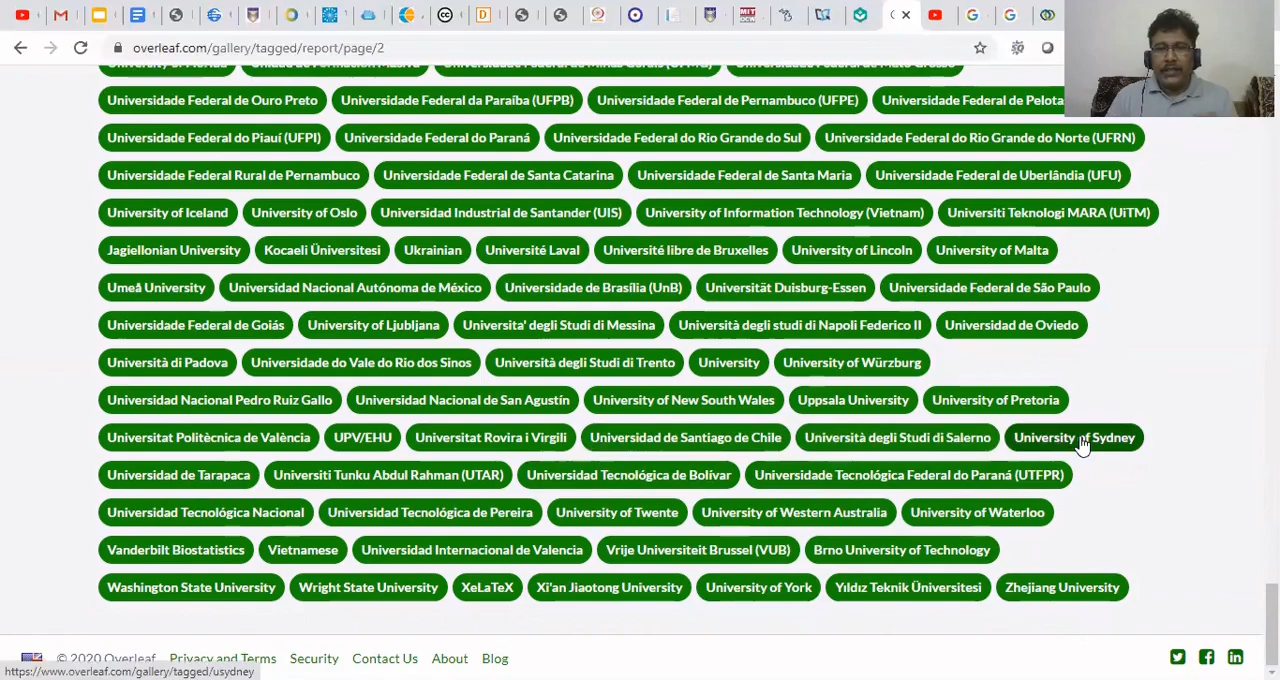 overleaf.com/gallery/tagged/report/page/2
Universidade Federal de Ouro Preto Universidade Federal da Paraíba (UFPB) Universidade Federal de Pernambuco (UFPE) Universidade Federal de Pelota
Universidade Federal do Piauí (UFPI) Universidade Federal do Paraná Universidade Federal do Rio Grande do Sul Universidade Federal do Rio Grande do Norte (UFRN)
Universidade Federal Rural de Pernambuco Universidade Federal de Santa Catarina Universidade Federal de Santa Maria Universidade Federal de Uberlândia (UFU)
University of Iceland University of Oslo Universidad Industrial de Santander (UIS) University of Information Technology (Vietnam) Universiti Teknologi MARA (UiTM)
Jagiellonian University Kocaeli Üniversitesi Ukrainian Université Laval Université libre de Bruxelles University of Lincoln University of Malta
Umeå University Universidad Nacional Autónoma de México Universidade de Brasília (UnB) Universität Duisburg-Essen Universidade Federal de São Paulo
Universidade Federal de Goiás University of Ljubljana Universita' degli Studi di Messina Università degli studi di Napoli Federico II Universidad de Oviedo
Università di Padova Universidade do Vale do Rio dos Sinos Università degli Studi di Trento University University of Würzburg
Universidad Nacional Pedro Ruiz Gallo Universidad Nacional de San Agustín University of New South Wales Uppsala University University of Pretoria
Universitat Politècnica de València UPV/EHU Universitat Rovira i Virgili Universidad de Santiago de Chile Università degli Studi di Salerno University of Sydney
Universidad de Tarapaca Universiti Tunku Abdul Rahman (UTAR) Universidad Tecnológica de Bolívar Universidade Tecnológica Federal do Paraná (UTFPR)
Universidad Tecnológica Nacional Universidad Tecnológica de Pereira University of Twente University of Western Australia University of Waterloo
Vanderbilt Biostatistics Vietnamese Universidad Internacional de Valencia Vrije Universiteit Brussel (VUB) Brno University of Technology
Washington State University Wright State University XeLaTeX Xi'an Jiaotong University University of York Yıldız Teknik Üniversitesi Zhejiang University
© 2020 Overleaf Privacy and Terms Security Contact Us About Blog
https://www.overleaf.com/gallery/tagged/usydney